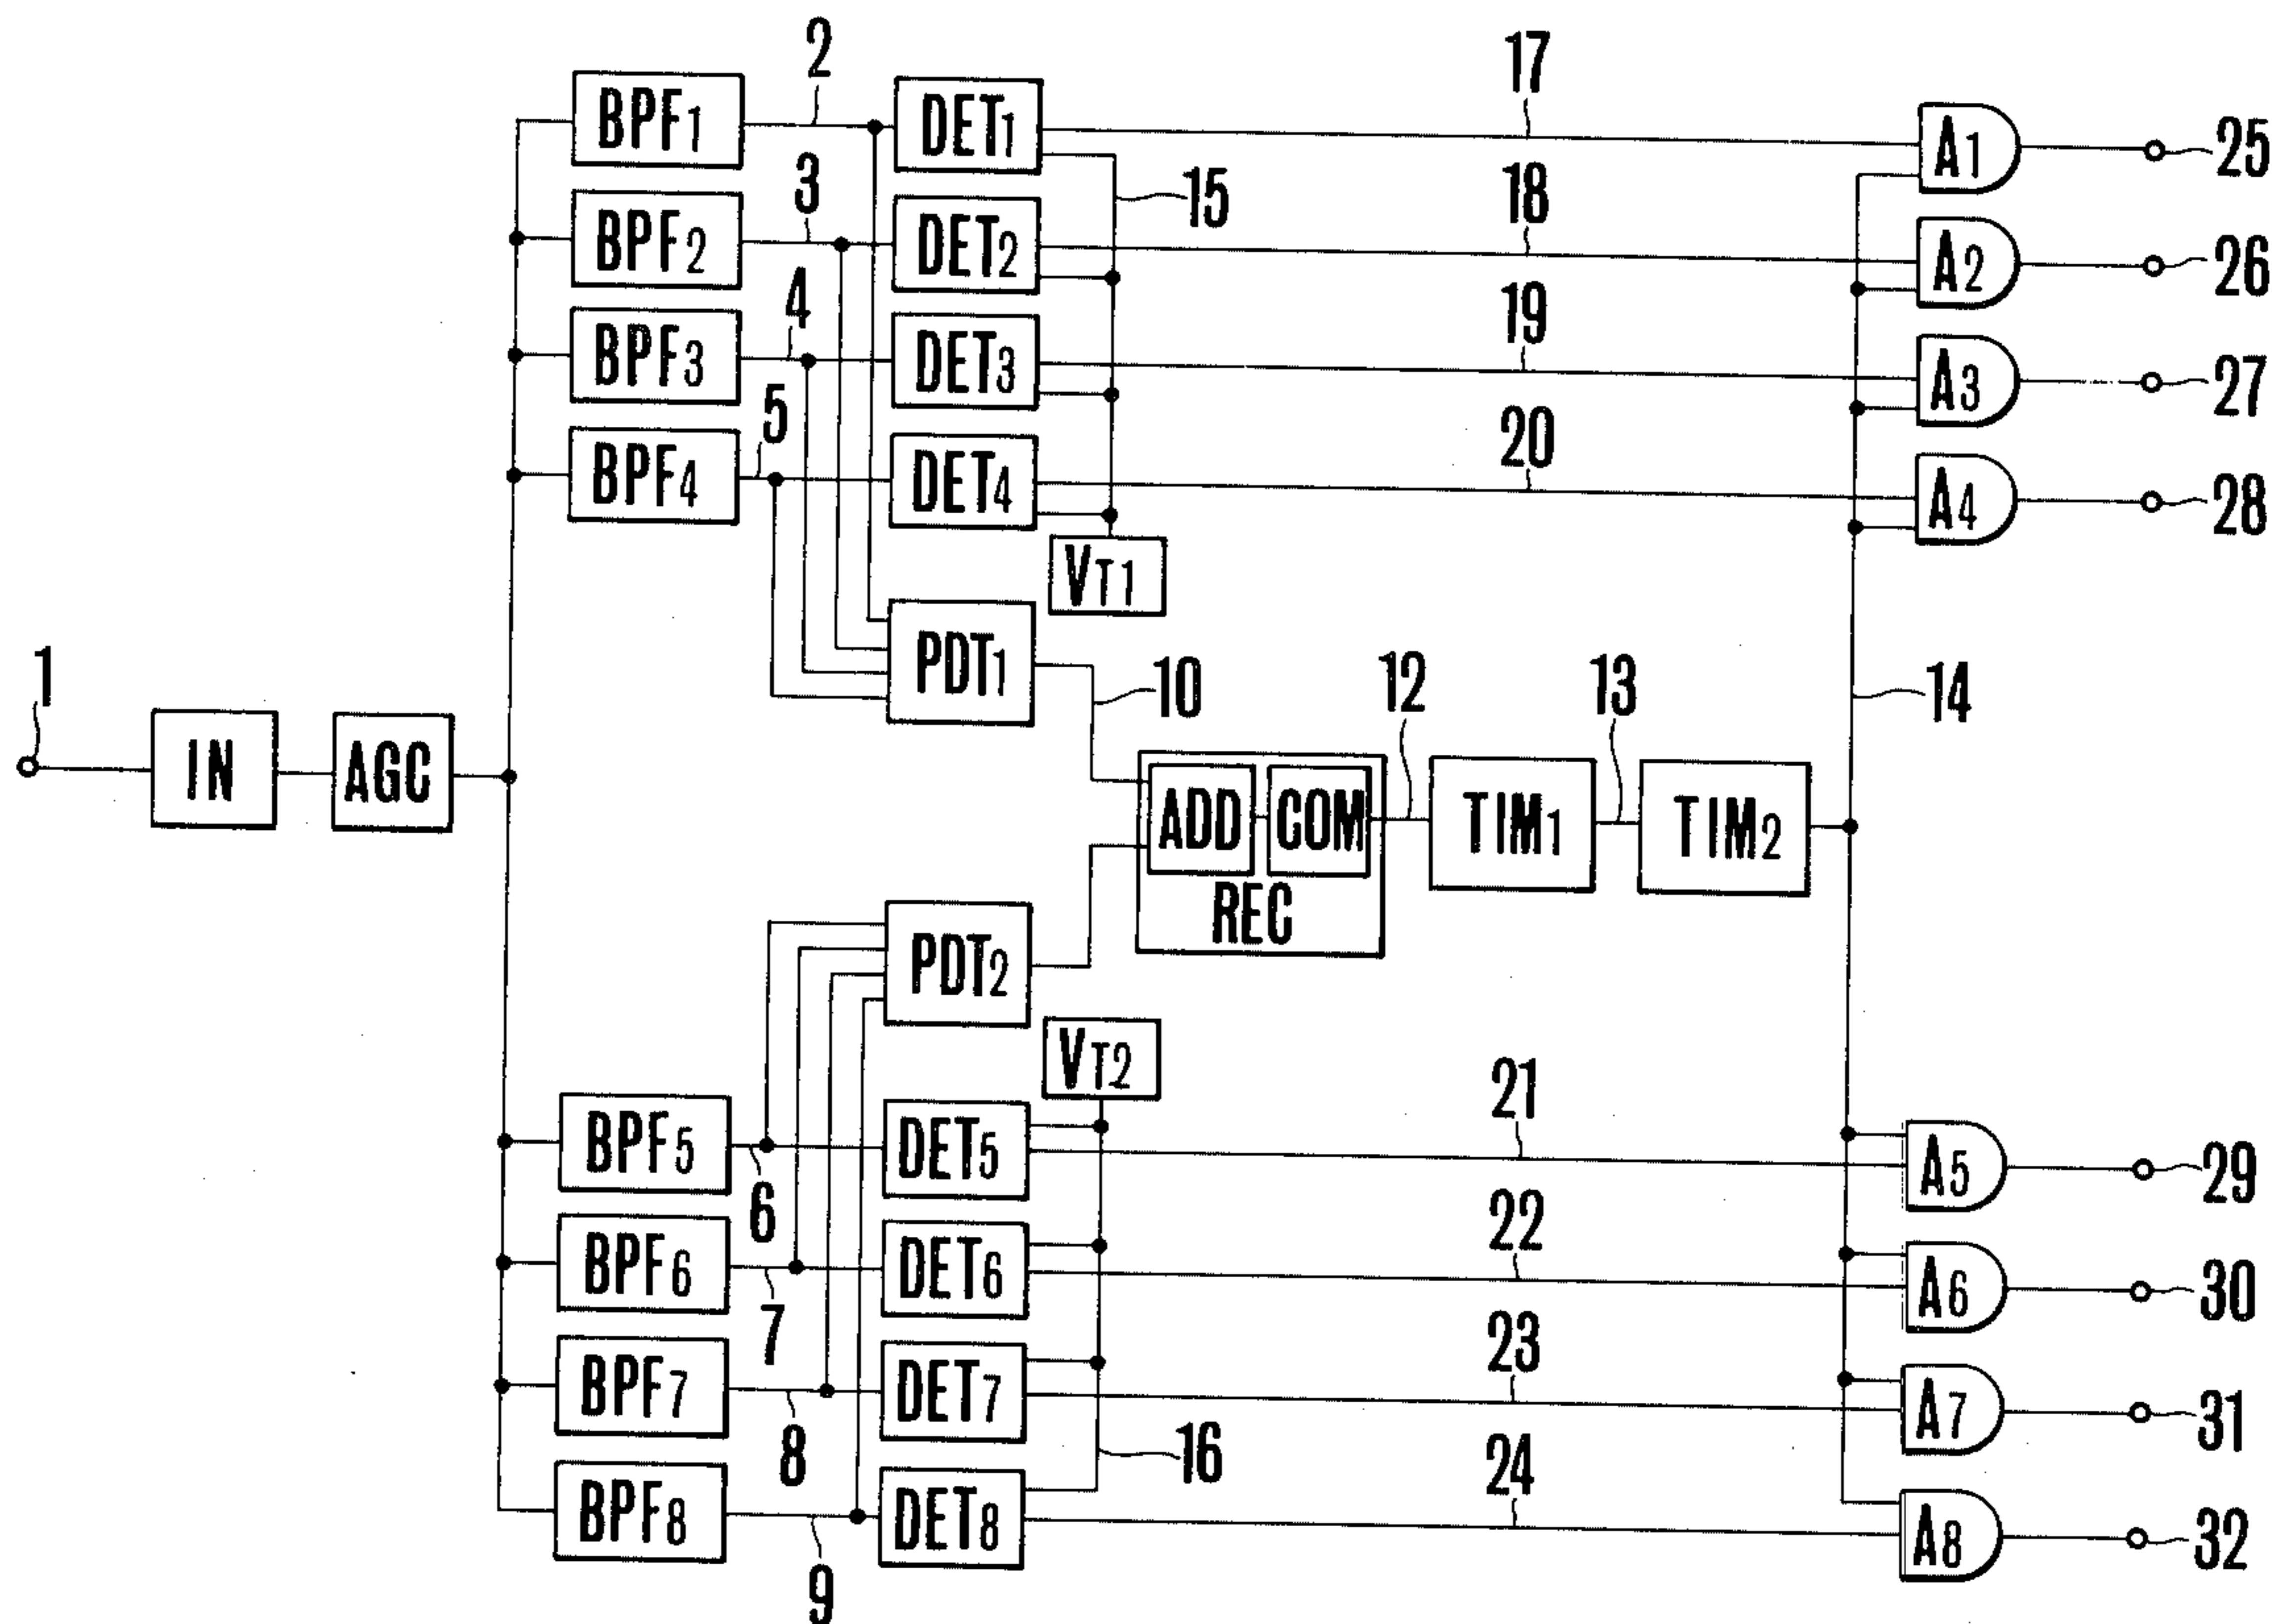 2
BPF1
DET1
17
A1
25
3
15
BPF2
DET2
18
A2
26
4
BPF3
DET3
19
A3
27
5
BPF4
DET4
20
A4
28
VT1
PDT1
1
10
12
13
14
IN
AGC
ADD
COM
REC
TIM1
TIM2
PDT2
VT2
BPF5
DET5
21
A5
29
6
BPF6
DET6
22
A6
30
7
BPF7
DET7
23
A7
31
8
16
BPF8
DET8
24
A8
32
9